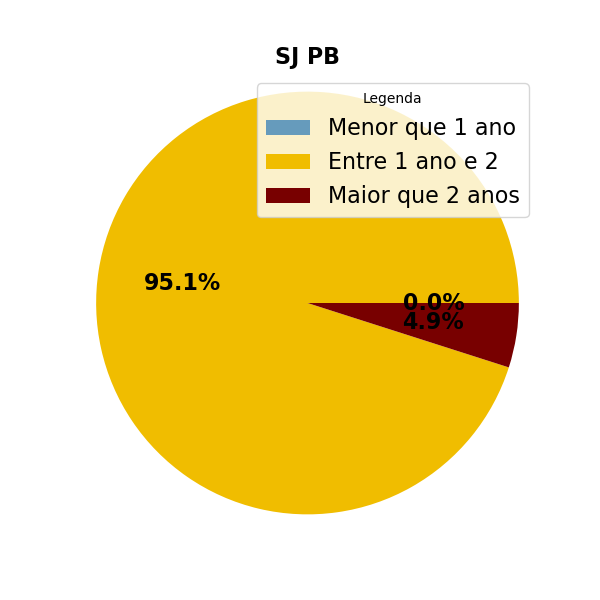 SJ PB
Legenda
Menor que 1 ano
Entre 1 ano e 2
Maior que 2 anos
95.1%
0.0%
4.9%